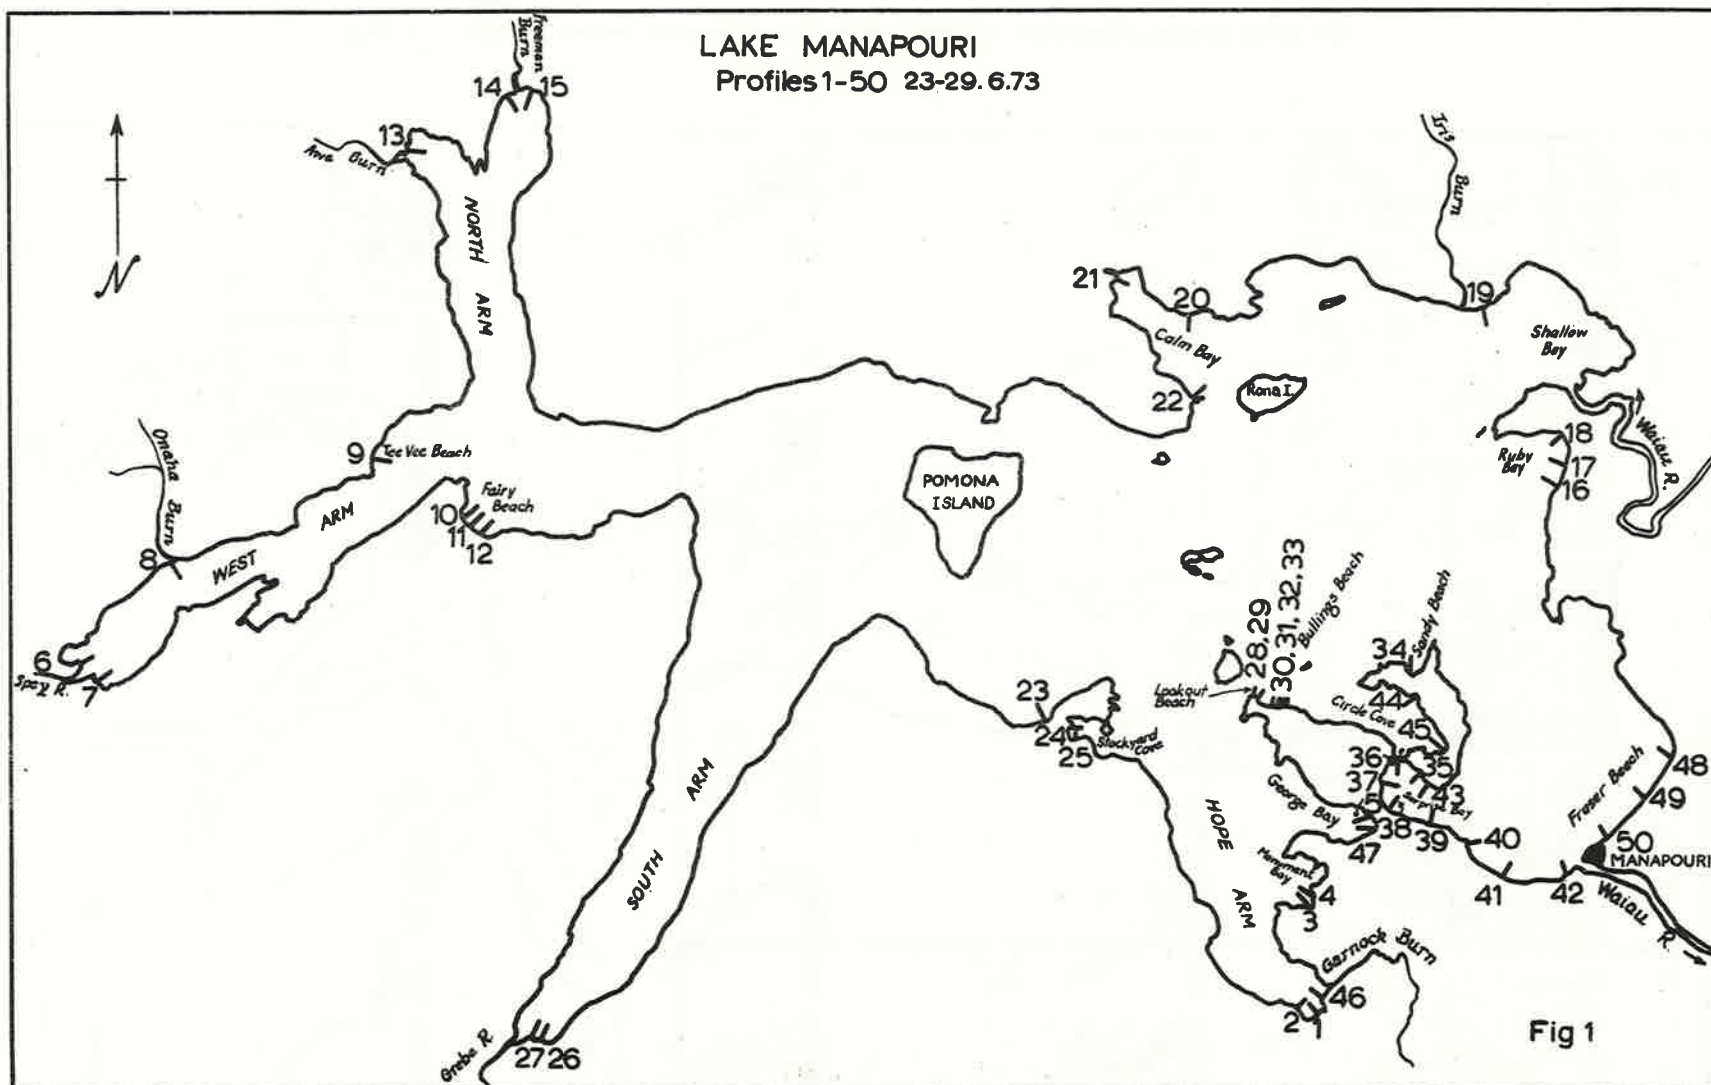 LAKE MANAPOURI
Profiles 1-50 23-29.6.73
Freeman
Burn
14
15
13
Awe Burn
NORTH
ARM
N
Iris
Burn
21
20
19
Calm Bay
Shallow
Bay
22
Rona I.
Waiau R.
18
17
16
Ruby
Bay
Omaha
Burn
9
Tee Vee Beach
ARM
WEST
8
Fairy
Beach
10
11
12
POMONA
ISLAND
6
Spey R.
7
28, 29
30, 31, 32, 33
Bulling's Beach
Lookout
Beach
34
Sandy Beach
44
Circle Cove
45
23
24
25
Stockyard
Cove
36
35
37
43
5
38
39
40
47
George Bay
41
42
HOPE
ARM
Monument
Bay
4
3
Fraser Beach
48
49
50
MANAPOURI
Waiau R.
SOUTH
ARM
Garnock Burn
46
2
1
Grebe R
27
26
Fig 1